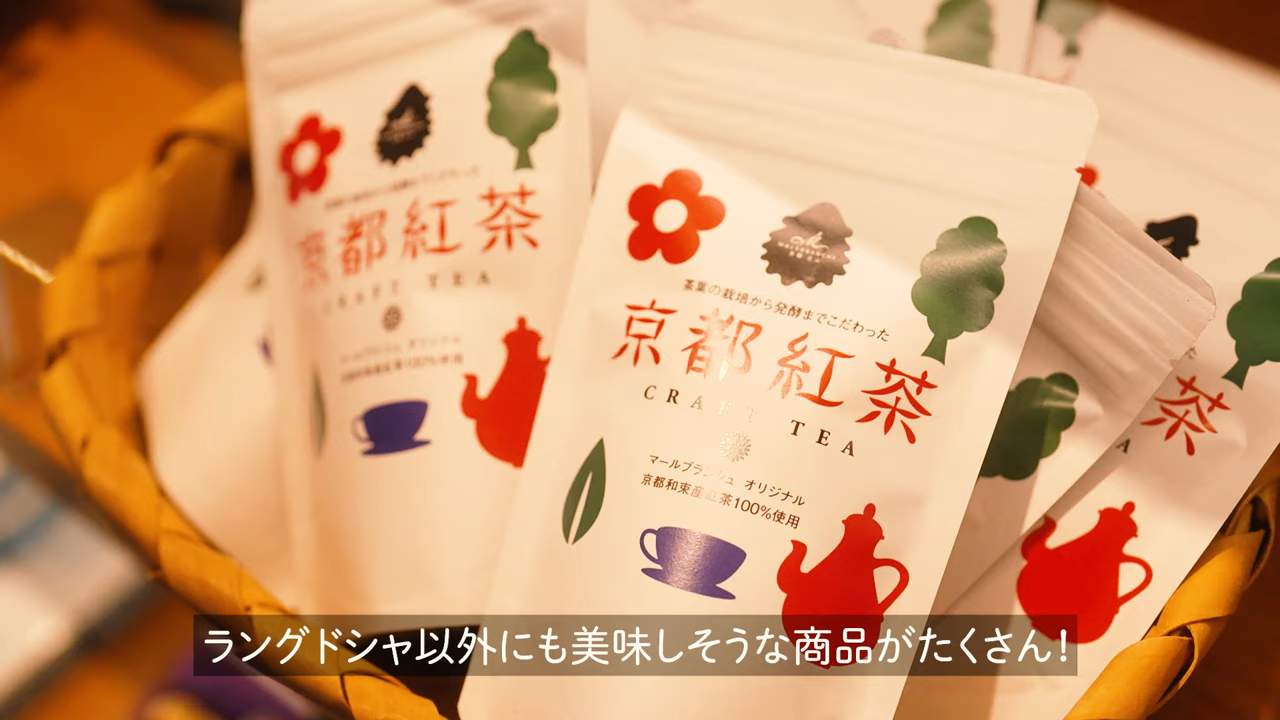 京都紅茶
CRAFT TEA
茶葉の栽培から発酵までこだわった
京都紅茶
CRAFT TEA
マールブランシュ オリジナル
京都和束産紅茶100%使用
茶
ラングドシャ以外にも美味しそうな商品がたくさん!